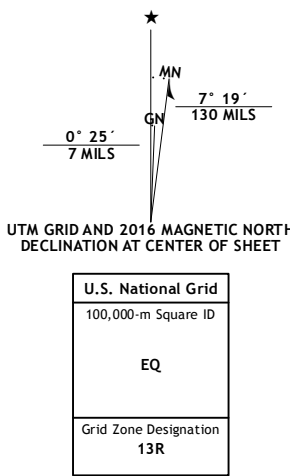 ★
MN
7° 19´
130 MILS
GN
0° 25´
7 MILS
UTM GRID AND 2016 MAGNETIC NORTH
DECLINATION AT CENTER OF SHEET
U.S. National Grid
100,000-m Square ID
EQ
Grid Zone Designation
13R